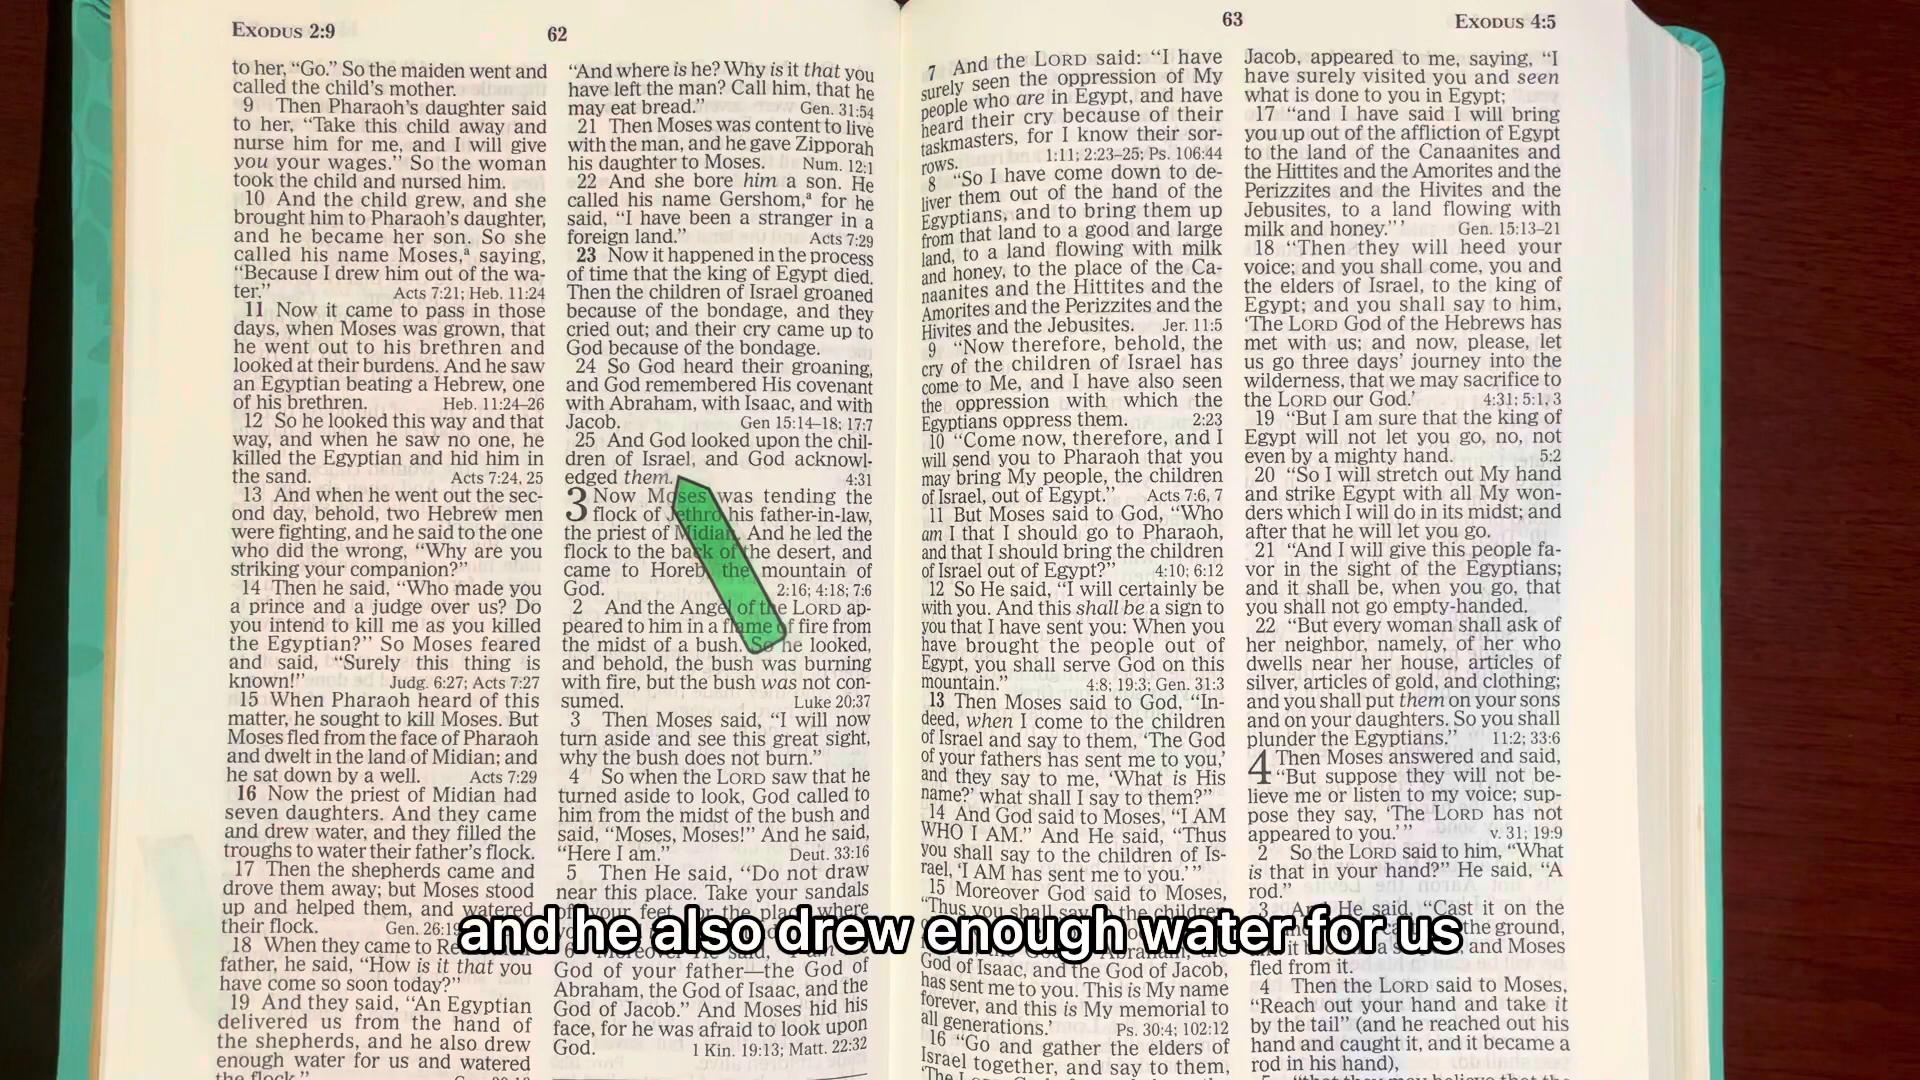 EXODUS 2:9
62
to her, “Go.” So the maiden went and
called the child’s mother.
9 Then Pharaoh’s daughter said
to her, “Take this child away and
nurse him for me, and I will give
you your wages.” So the woman
took the child and nursed him.
10 And the child grew, and she
brought him to Pharaoh’s daughter,
and he became her son. So she
called his name Moses,ª saying,
“Because I drew him out of the wa-
ter.” Acts 7:21; Heb. 11:24
11 Now it came to pass in those
days, when Moses was grown, that
he went out to his brethren and
looked at their burdens. And he saw
an Egyptian beating a Hebrew, one
of his brethren. Heb. 11:24–26
12 So he looked this way and that
way, and when he saw no one, he
killed the Egyptian and hid him in
the sand. Acts 7:24, 25
13 And when he went out the sec-
ond day, behold, two Hebrew men
were fighting, and he said to the one
who did the wrong, “Why are you
striking your companion?”
14 Then he said, “Who made you
a prince and a judge over us? Do
you intend to kill me as you killed
the Egyptian?” So Moses feared
and said, “Surely this thing is
known!” Judg. 6:27; Acts 7:27
15 When Pharaoh heard of this
matter, he sought to kill Moses. But
Moses fled from the face of Pharaoh
and dwelt in the land of Midian; and
he sat down by a well. Acts 7:29
16 Now the priest of Midian had
seven daughters. And they came
and drew water, and they filled the
troughs to water their father’s flock.
17 Then the shepherds came and
drove them away; but Moses stood
up and helped them, and watered
their flock. Gen. 26:19
18 When they came to Re
father, he said, “How is it that you
have come so soon today?”
19 And they said, “An Egyptian
delivered us from the hand of
the shepherds, and he also drew
enough water for us and watered
the flock.”
“And where is he? Why is it that you
have left the man? Call him, that he
may eat bread.” Gen. 31:54
21 Then Moses was content to live
with the man, and he gave Zipporah
his daughter to Moses. Num. 12:1
22 And she bore him a son. He
called his name Gershom,ª for he
said, “I have been a stranger in a
foreign land.” Acts 7:29
23 Now it happened in the process
of time that the king of Egypt died.
Then the children of Israel groaned
because of the bondage, and they
cried out; and their cry came up to
God because of the bondage.
24 So God heard their groaning,
and God remembered His covenant
with Abraham, with Isaac, and with
Jacob. Gen 15:14–18; 17:7
25 And God looked upon the chil-
dren of Israel, and God acknowl-
edged them. 4:31
3 Now Moses was tending the
flock of Jethro his father-in-law,
the priest of Midian. And he led the
flock to the back of the desert, and
came to Horeb, the mountain of
God. 2:16; 4:18; 7:6
2 And the Angel of the LORD ap-
peared to him in a flame of fire from
the midst of a bush. So he looked,
and behold, the bush was burning
with fire, but the bush was not con-
sumed. Luke 20:37
3 Then Moses said, “I will now
turn aside and see this great sight,
why the bush does not burn.”
4 So when the LORD saw that he
turned aside to look, God called to
him from the midst of the bush and
said, “Moses, Moses!” And he said,
“Here I am.” Deut. 33:16
5 Then He said, “Do not draw
near this place. Take your sandals
off your feet, for the place where
6 Moreover He said, “I am
God of your father—the God of
Abraham, the God of Isaac, and the
God of Jacob.” And Moses hid his
face, for he was afraid to look upon
God. 1 Kin. 19:13; Matt. 22:32
63
EXODUS 4:5
7 And the LORD said: “I have
surely seen the oppression of My
people who are in Egypt, and have
heard their cry because of their
taskmasters, for I know their sor-
rows. 1:11; 2:23–25; Ps. 106:44
8 “So I have come down to de-
liver them out of the hand of the
Egyptians, and to bring them up
from that land to a good and large
land, to a land flowing with milk
and honey, to the place of the Ca-
naanites and the Hittites and the
Amorites and the Perizzites and the
Hivites and the Jebusites. Jer. 11:5
9 “Now therefore, behold, the
cry of the children of Israel has
come to Me, and I have also seen
the oppression with which the
Egyptians oppress them. 2:23
10 “Come now, therefore, and I
will send you to Pharaoh that you
may bring My people, the children
of Israel, out of Egypt.” Acts 7:6, 7
11 But Moses said to God, “Who
am I that I should go to Pharaoh,
and that I should bring the children
of Israel out of Egypt?” 4:10; 6:12
12 So He said, “I will certainly be
with you. And this shall be a sign to
you that I have sent you: When you
have brought the people out of
Egypt, you shall serve God on this
mountain.” 4:8; 19:3; Gen. 31:3
13 Then Moses said to God, “In-
deed, when I come to the children
of Israel and say to them, ‘The God
of your fathers has sent me to you,’
and they say to me, ‘What is His
name?’ what shall I say to them?”
14 And God said to Moses, “I AM
WHO I AM.” And He said, “Thus
you shall say to the children of Is-
rael, ‘I AM has sent me to you.’ ”
15 Moreover God said to Moses,
“Thus you shall say to the children
God of Isaac, and the God of Jacob,
has sent me to you. This is My name
forever, and this is My memorial to
all generations.’ Ps. 30:4; 102:12
16 “Go and gather the elders of
Israel together, and say to them,
Jacob, appeared to me, saying, “I
have surely visited you and seen
what is done to you in Egypt;
17 “and I have said I will bring
you up out of the affliction of Egypt
to the land of the Canaanites and
the Hittites and the Amorites and the
Perizzites and the Hivites and the
Jebusites, to a land flowing with
milk and honey.” ’ Gen. 15:13–21
18 “Then they will heed your
voice; and you shall come, you and
the elders of Israel, to the king of
Egypt; and you shall say to him,
‘The LORD God of the Hebrews has
met with us; and now, please, let
us go three days’ journey into the
wilderness, that we may sacrifice to
the LORD our God.’ 4:31; 5:1, 3
19 “But I am sure that the king of
Egypt will not let you go, no, not
even by a mighty hand. 5:2
20 “So I will stretch out My hand
and strike Egypt with all My won-
ders which I will do in its midst; and
after that he will let you go.
21 “And I will give this people fa-
vor in the sight of the Egyptians;
and it shall be, when you go, that
you shall not go empty-handed.
22 “But every woman shall ask of
her neighbor, namely, of her who
dwells near her house, articles of
silver, articles of gold, and clothing;
and you shall put them on your sons
and on your daughters. So you shall
plunder the Egyptians.” 11:2; 33:6
4 Then Moses answered and said,
“But suppose they will not be-
lieve me or listen to my voice; sup-
pose they say, ‘The LORD has not
appeared to you.’ ” v. 31; 19:9
2 So the LORD said to him, “What
is that in your hand?” He said, “A
rod.”
3 And He said, “Cast it on the
the ground,
and Moses
fled from it.
4 Then the LORD said to Moses,
“Reach out your hand and take it
by the tail” (and he reached out his
hand and caught it, and it became a
rod in his hand),
and he also drew enough water for us